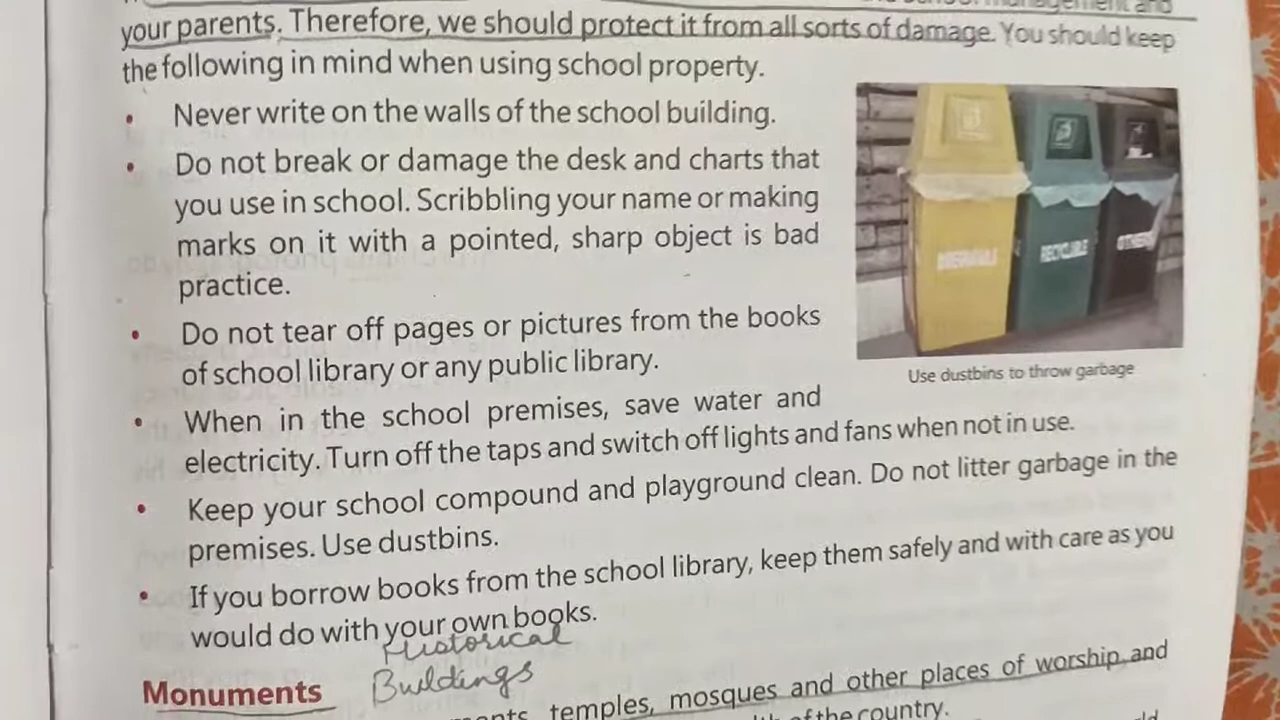 management and
your parents. Therefore, we should protect it from all sorts of damage. You should keep
the following in mind when using school property.
• Never write on the walls of the school building.
• Do not break or damage the desk and charts that
you use in school. Scribbling your name or making
marks on it with a pointed, sharp object is bad
practice.
• Do not tear off pages or pictures from the books
of school library or any public library.
RECYCLABLE
Use dustbins to throw garbage
• When in the school premises, save water and
electricity. Turn off the taps and switch off lights and fans when not in use.
• Keep your school compound and playground clean. Do not litter garbage in the
premises. Use dustbins.
• If you borrow books from the school library, keep them safely and with care as you
would do with your own books.
Historical
Buildings
Monuments
temples, mosques and other places of worship and
of the country.